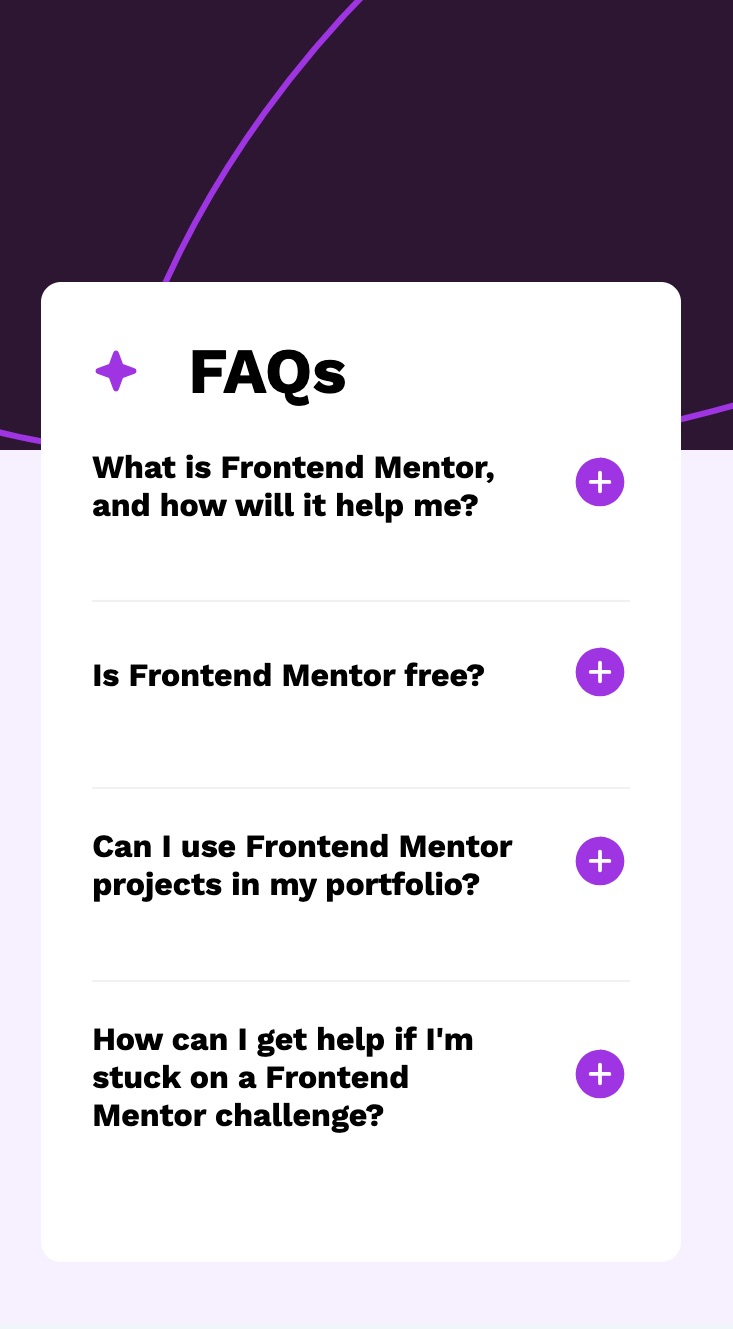 FAQs
What is Frontend Mentor,
and how will it help me?
Is Frontend Mentor free?
Can I use Frontend Mentor
projects in my portfolio?
How can I get help if I'm
stuck on a Frontend
Mentor challenge?